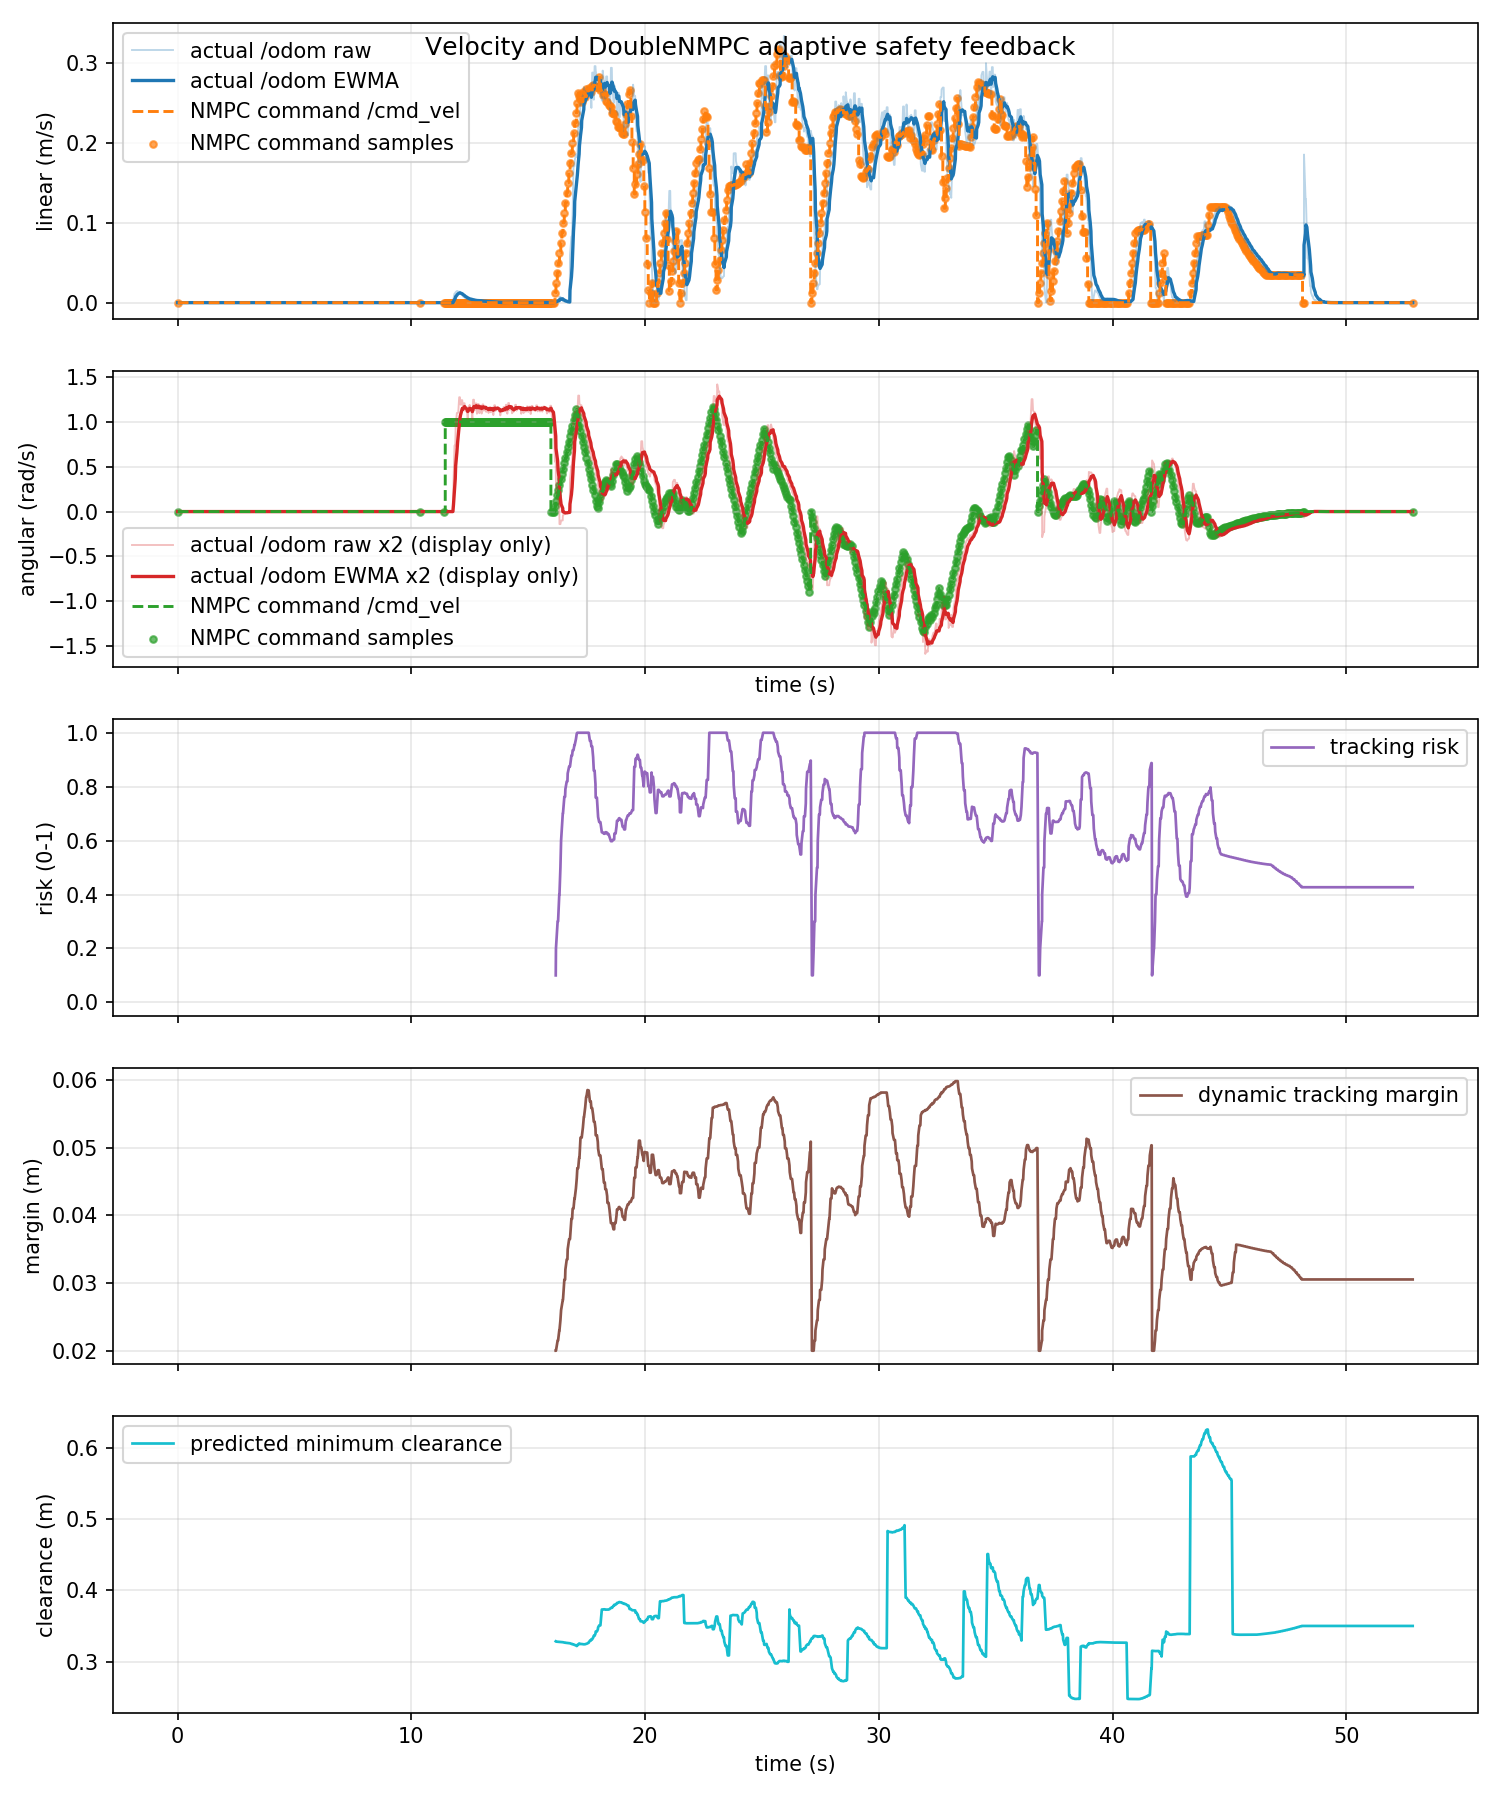 Velocity and DoubleNMPC adaptive safety feedback
actual /odom raw
actual /odom EWMA
NMPC command /cmd_vel
NMPC command samples
linear (m/s)
0.3
0.2
0.1
0.0
actual /odom raw x2 (display only)
actual /odom EWMA x2 (display only)
NMPC command /cmd_vel
NMPC command samples
angular (rad/s)
1.5
1.0
0.5
0.0
−0.5
−1.0
−1.5
time (s)
tracking risk
risk (0-1)
1.0
0.8
0.6
0.4
0.2
0.0
dynamic tracking margin
margin (m)
0.06
0.05
0.04
0.03
0.02
predicted minimum clearance
clearance (m)
0.6
0.5
0.4
0.3
0 10 20 30 40 50
time (s)